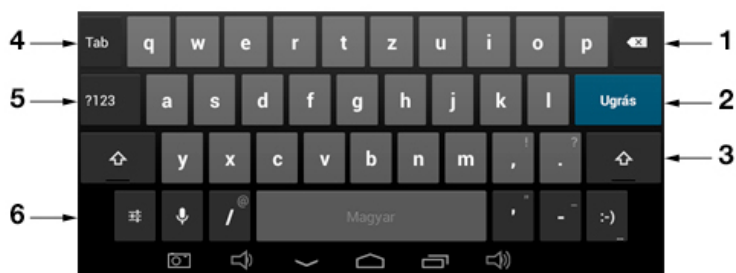 4 Tab q w e r t z u i o p 1
5 ?123 a s d f g h j k l Ugrás 2
y x c v b n m , ! . ? 3
6 / @ Magyar ' " - _ :-)